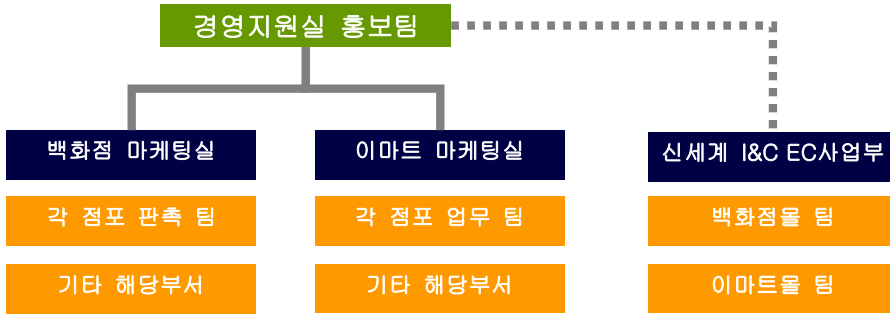 경영지원실 홍보팀
백화점 마케팅실
이마트 마케팅실
신세계 I&C EC사업부
각 점포 판촉 팀
각 점포 업무 팀
백화점몰 팀
기타 해당부서
기타 해당부서
이마트몰 팀